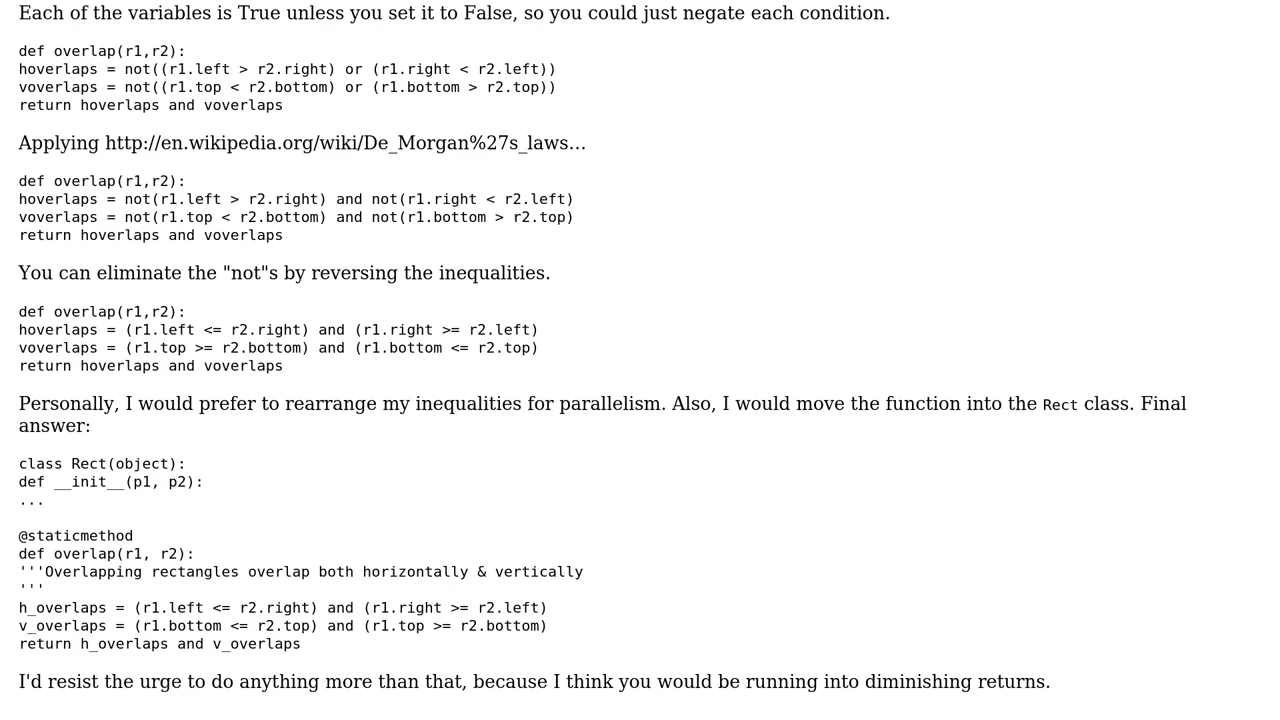 Each of the variables is True unless you set it to False, so you could just negate each condition.
def overlap(r1,r2):
hoverlaps = not((r1.left > r2.right) or (r1.right < r2.left))
voverlaps = not((r1.top < r2.bottom) or (r1.bottom > r2.top))
return hoverlaps and voverlaps
Applying http://en.wikipedia.org/wiki/De_Morgan%27s_laws...
def overlap(r1,r2):
hoverlaps = not(r1.left > r2.right) and not(r1.right < r2.left)
voverlaps = not(r1.top < r2.bottom) and not(r1.bottom > r2.top)
return hoverlaps and voverlaps
You can eliminate the "not"s by reversing the inequalities.
def overlap(r1,r2):
hoverlaps = (r1.left <= r2.right) and (r1.right >= r2.left)
voverlaps = (r1.top >= r2.bottom) and (r1.bottom <= r2.top)
return hoverlaps and voverlaps
Personally, I would prefer to rearrange my inequalities for parallelism. Also, I would move the function into the Rect class. Final
answer:
class Rect(object):
def __init__(p1, p2):
...
@staticmethod
def overlap(r1, r2):
'''Overlapping rectangles overlap both horizontally & vertically
'''
h_overlaps = (r1.left <= r2.right) and (r1.right >= r2.left)
v_overlaps = (r1.bottom <= r2.top) and (r1.top >= r2.bottom)
return h_overlaps and v_overlaps
I'd resist the urge to do anything more than that, because I think you would be running into diminishing returns.